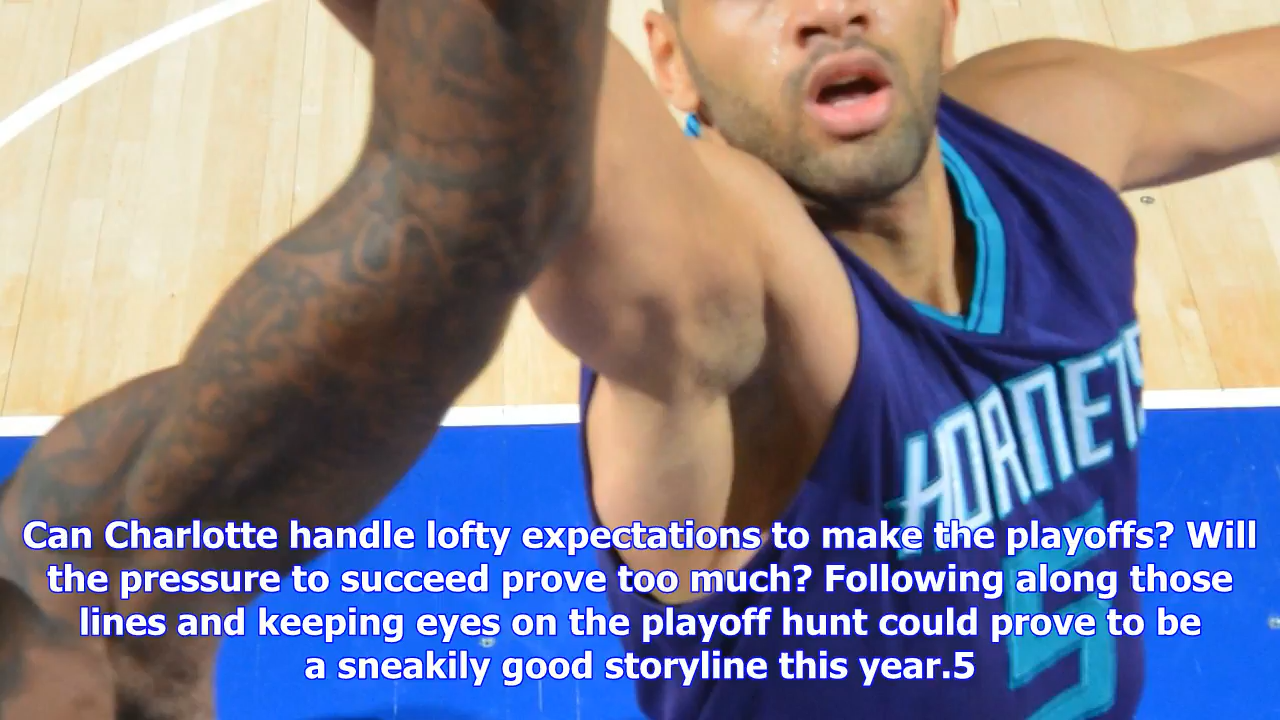 HORNETS
5
Can Charlotte handle lofty expectations to make the playoffs? Will
the pressure to succeed prove too much? Following along those
lines and keeping eyes on the playoff hunt could prove to be
a sneakily good storyline this year.5